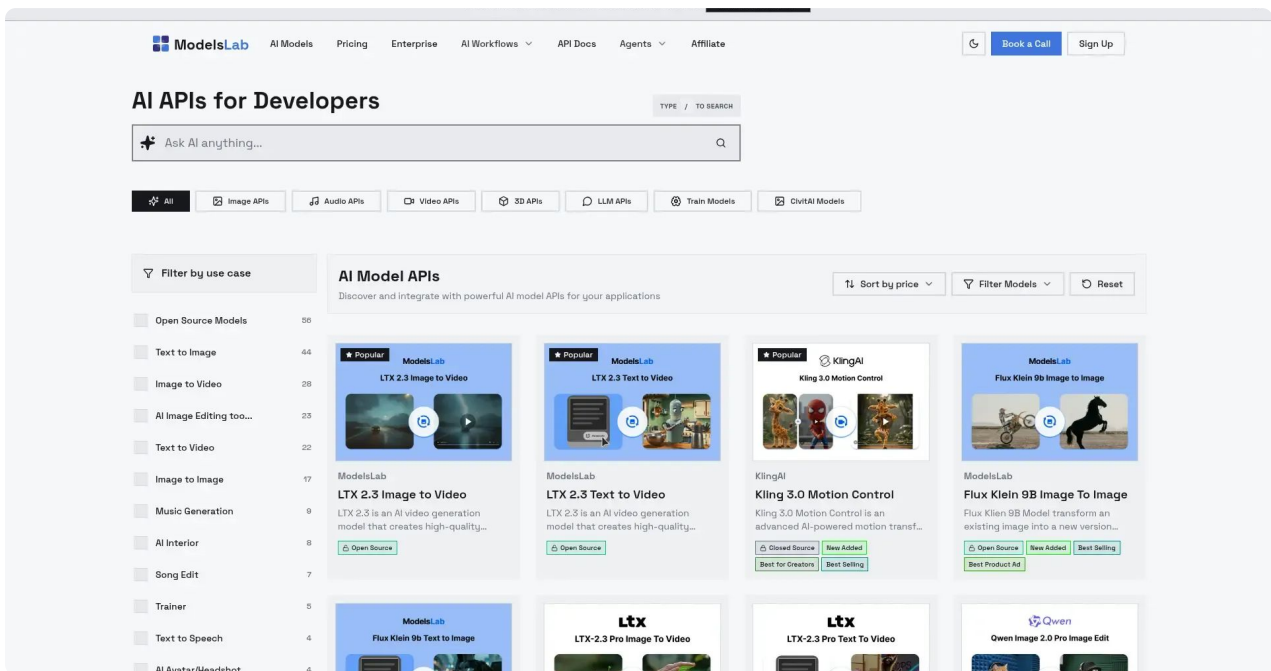 ModelsLab
AI Models
Pricing
Enterprise
AI Workflows
API Docs
Agents
Affiliate
Book a Call
Sign Up
AI APIs for Developers
TYPE / TO SEARCH
Ask AI anything...
All
Image APIs
Audio APIs
Video APIs
3D APIs
LLM APIs
Train Models
CivitAI Models
Filter by use case
Open Source Models 56
Text to Image 44
Image to Video 28
AI Image Editing too... 23
Text to Video 22
Image to Image 17
Music Generation 9
AI Interior 8
Song Edit 7
Trainer 5
Text to Speech 4
AI Avatar/Headshot 4
AI Model APIs
Discover and integrate with powerful AI model APIs for your applications
Sort by price
Filter Models
Reset
Popular
ModelsLab
LTX 2.3 Image to Video
ModelsLab
LTX 2.3 Image to Video
LTX 2.3 is an AI video generation
model that creates high-quality...
Open Source
Popular
ModelsLab
LTX 2.3 Text to Video
ModelsLab
LTX 2.3 Text to Video
LTX 2.3 is an AI video generation
model that creates high-quality...
Open Source
Popular
KlingAI
Kling 3.0 Motion Control
KlingAI
Kling 3.0 Motion Control
Kling 3.0 Motion Control is an
advanced AI-powered motion transf...
Closed Source
New Added
Best for Creators
Best Selling
ModelsLab
Flux Klein 9b Image to Image
ModelsLab
Flux Klein 9B Image To Image
Flux Klien 9B Model transform an
existing image into a new version...
Open Source
New Added
Best Selling
Best Product Ad
ModelsLab
Flux Klein 9b Text to Image
Ltx
LTX-2.3 Pro Image To Video
Ltx
LTX-2.3 Pro Text To Video
Qwen
Qwen Image 2.0 Pro Image Edit